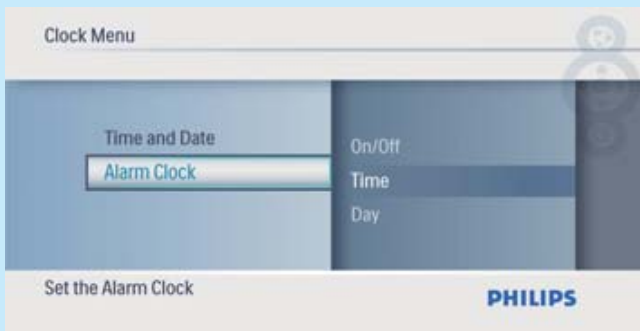 Clock Menu
Time and Date
Alarm Clock
On/Off
Time
Day
Set the Alarm Clock
PHILIPS